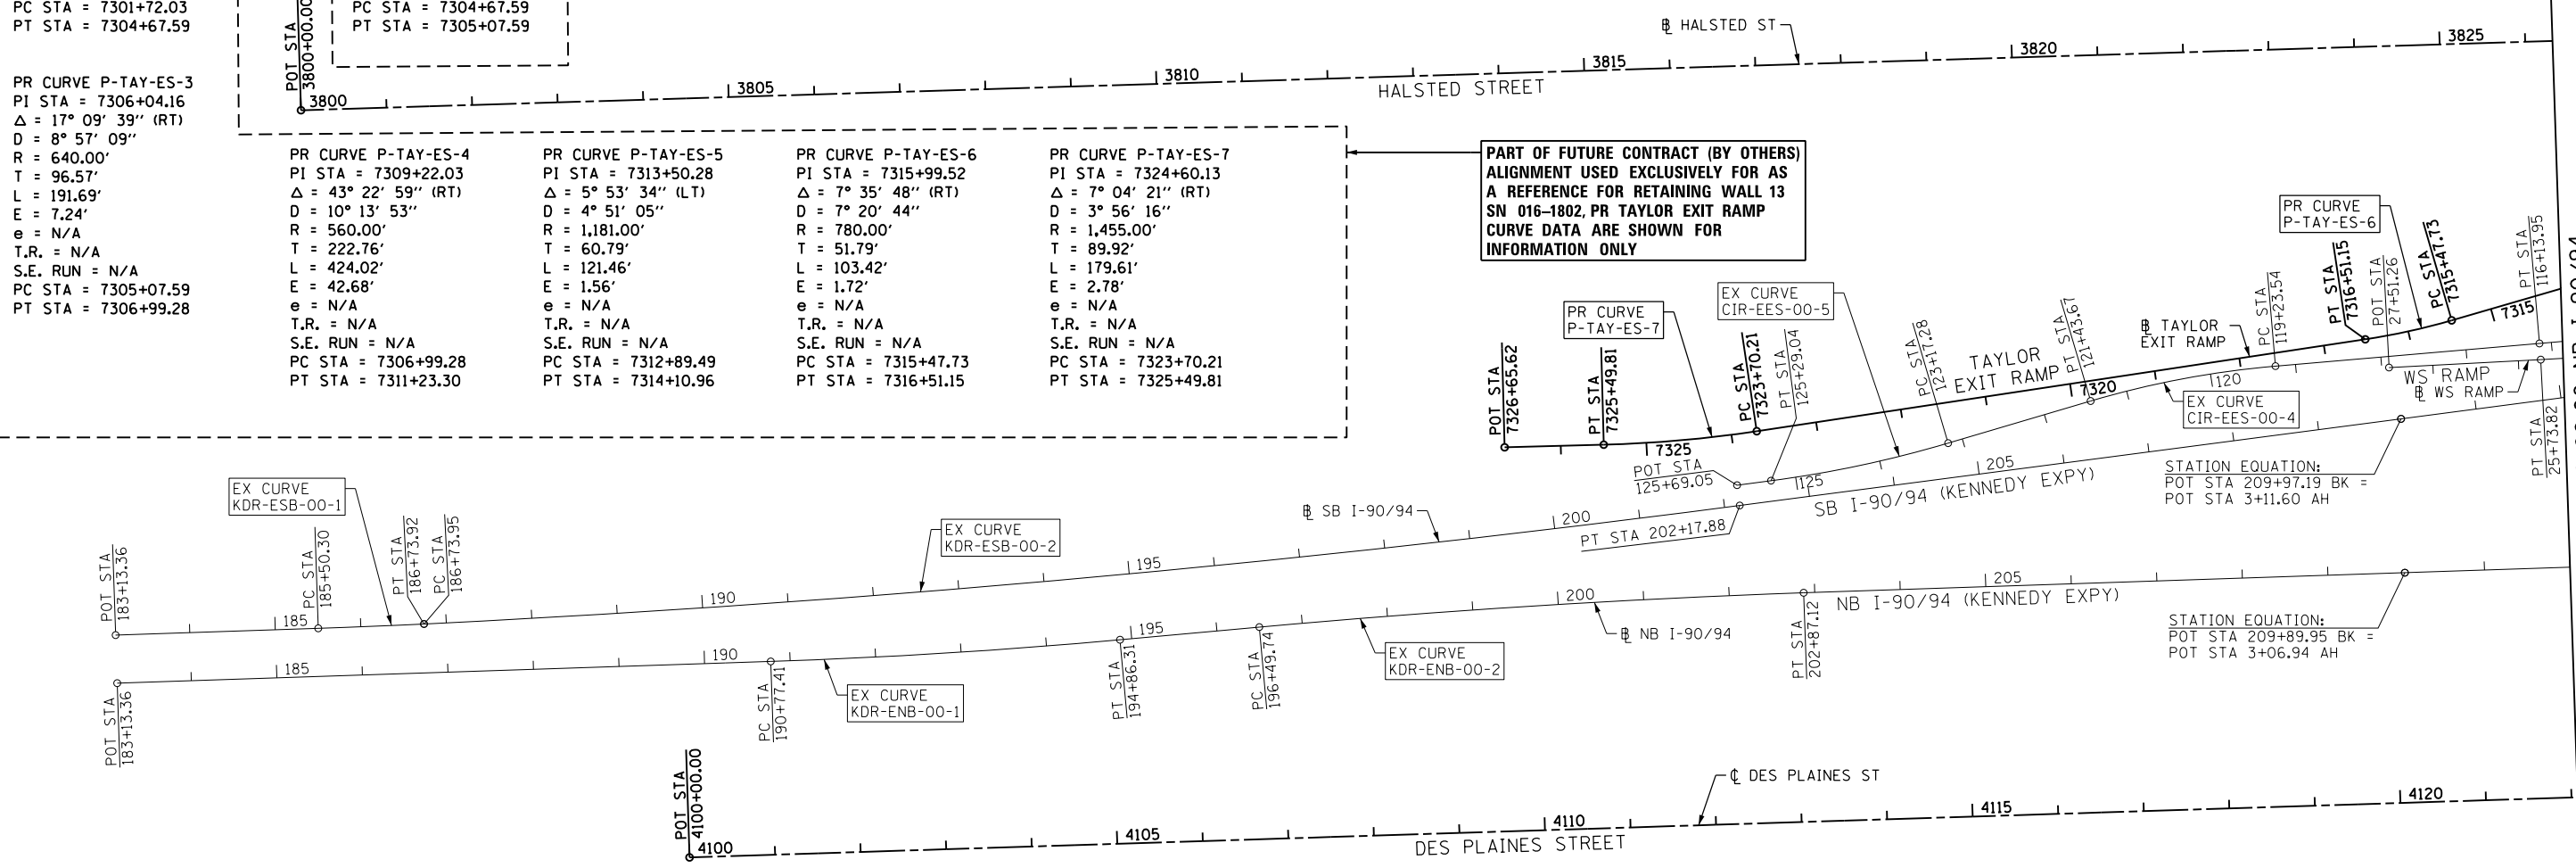 PC STA = 7301+72.03
PT STA = 7304+67.59
PR CURVE P-TAY-ES-3
PI STA = 7306+04.16
Δ = 17° 09' 39'' (RT)
D = 8° 57' 09''
R = 640.00'
T = 96.57'
L = 191.69'
E = 7.24'
e = N/A
T.R. = N/A
S.E. RUN = N/A
PC STA = 7305+07.59
PT STA = 7306+99.28
POT STA
3800+00.00
PC STA = 7304+67.59
PT STA = 7305+07.59
3800
3805
3810
3815
3820
3825
HALSTED STREET
℄ HALSTED ST
PR CURVE P-TAY-ES-4
PI STA = 7309+22.03
Δ = 43° 22' 59'' (RT)
D = 10° 13' 53''
R = 560.00'
T = 222.76'
L = 424.02'
E = 42.68'
e = N/A
T.R. = N/A
S.E. RUN = N/A
PC STA = 7306+99.28
PT STA = 7311+23.30
PR CURVE P-TAY-ES-5
PI STA = 7313+50.28
Δ = 5° 53' 34'' (LT)
D = 4° 51' 05''
R = 1,181.00'
T = 60.79'
L = 121.46'
E = 1.56'
e = N/A
T.R. = N/A
S.E. RUN = N/A
PC STA = 7312+89.49
PT STA = 7314+10.96
PR CURVE P-TAY-ES-6
PI STA = 7315+99.52
Δ = 7° 35' 48'' (RT)
D = 7° 20' 44''
R = 780.00'
T = 51.79'
L = 103.42'
E = 1.72'
e = N/A
T.R. = N/A
S.E. RUN = N/A
PC STA = 7315+47.73
PT STA = 7316+51.15
PR CURVE P-TAY-ES-7
PI STA = 7324+60.13
Δ = 7° 04' 21'' (RT)
D = 3° 56' 16''
R = 1,455.00'
T = 89.92'
L = 179.61'
E = 2.78'
e = N/A
T.R. = N/A
S.E. RUN = N/A
PC STA = 7323+70.21
PT STA = 7325+49.81
PART OF FUTURE CONTRACT (BY OTHERS)
ALIGNMENT USED EXCLUSIVELY FOR AS
A REFERENCE FOR RETAINING WALL 13
SN 016–1802, PR TAYLOR EXIT RAMP
CURVE DATA ARE SHOWN FOR
INFORMATION ONLY
POT STA
7326+65.62
PT STA
7325+49.81
PR CURVE
P-TAY-ES-7
7325
PC STA
7323+70.21
PT STA
125+29.04
EX CURVE
CIR-EES-00-5
PC STA
123+17.28
TAYLOR
EXIT RAMP
PT STA
121+43.67
7320
℄ TAYLOR
EXIT RAMP
120
PC STA
119+23.54
EX CURVE
CIR-EES-00-4
PT STA
7316+51.15
POT STA
27+51.26
PR CURVE
P-TAY-ES-6
PC STA
7315+47.73
7315
PT STA
116+13.95
WS RAMP
℄ WS RAMP
PT STA
25+73.82
POT STA
125+69.05
125
205
SB I-90/94 (KENNEDY EXPY)
STATION EQUATION:
POT STA 209+97.19 BK =
POT STA 3+11.60 AH
POT STA
183+13.36
EX CURVE
KDR-ESB-00-1
185
PC STA
185+50.30
PT STA
186+73.92
PC STA
186+73.95
190
EX CURVE
KDR-ESB-00-2
195
℄ SB I-90/94
200
PT STA 202+17.88
POT STA
183+13.36
185
190
PC STA
190+77.41
EX CURVE
KDR-ENB-00-1
PT STA
194+86.31
195
PC STA
196+49.74
EX CURVE
KDR-ENB-00-2
200
℄ NB I-90/94
PT STA
202+87.12
205
NB I-90/94 (KENNEDY EXPY)
STATION EQUATION:
POT STA 209+89.95 BK =
POT STA 3+06.94 AH
POT STA
4100+00.00
4100
4105
4110
4115
4120
DES PLAINES STREET
℄ DES PLAINES ST